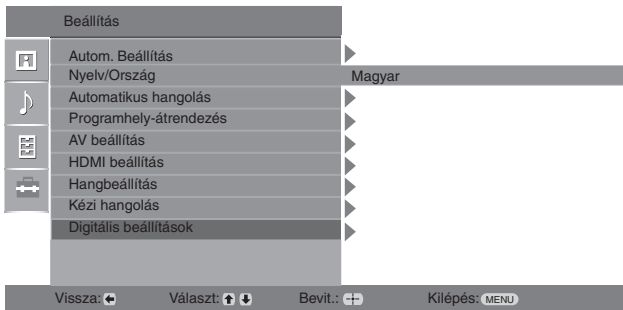 Beállítás
Autom. Beállítás
Nyelv/Ország Magyar
Automatikus hangolás
Programhely-átrendezés
AV beállítás
HDMI beállítás
Hangbeállítás
Kézi hangolás
Digitális beállítások
Vissza: Választ: Bevit.: Kilépés: MENU